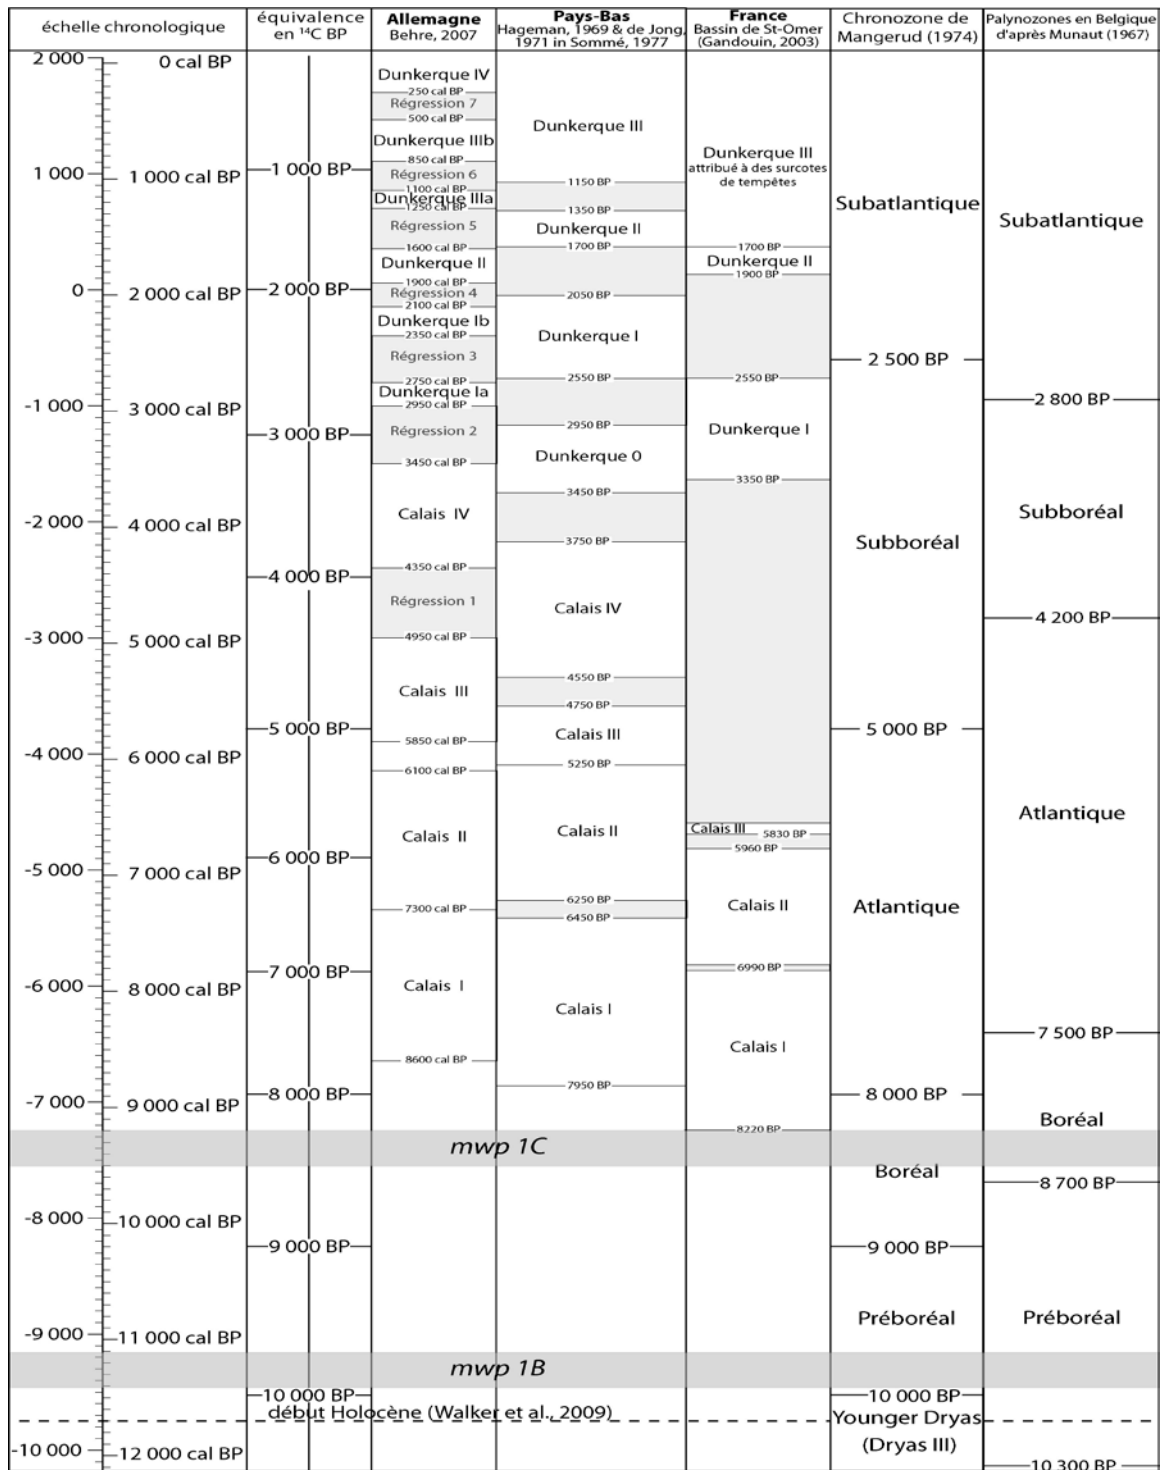 échelle chronologique
équivalence
en ¹⁴C BP
Allemagne
Behre, 2007
Pays-Bas
Hageman, 1969 & de Jong,
1971 in Sommé, 1977
France
Bassin de St-Omer
(Gandouin, 2003)
Chronozone de
Mangerud (1974)
Palynozones en Belgique
d'après Munaut (1967)
2 000
1 000
0
-1 000
-2 000
-3 000
-4 000
-5 000
-6 000
-7 000
-8 000
-9 000
-10 000
0 cal BP
1 000 cal BP
2 000 cal BP
3 000 cal BP
4 000 cal BP
5 000 cal BP
6 000 cal BP
7 000 cal BP
8 000 cal BP
9 000 cal BP
10 000 cal BP
11 000 cal BP
12 000 cal BP
1 000 BP
2 000 BP
3 000 BP
4 000 BP
5 000 BP
6 000 BP
7 000 BP
8 000 BP
9 000 BP
10 000 BP
Dunkerque IV
250 cal BP
Régression 7
500 cal BP
Dunkerque IIIb
850 cal BP
Régression 6
1100 cal BP
Dunkerque IIIa
1250 cal BP
Régression 5
1600 cal BP
Dunkerque II
1900 cal BP
Régression 4
2100 cal BP
Dunkerque Ib
2350 cal BP
Régression 3
2750 cal BP
Dunkerque Ia
2950 cal BP
Régression 2
3450 cal BP
Calais IV
4350 cal BP
Régression 1
4950 cal BP
Calais III
5850 cal BP
6100 cal BP
Calais II
7300 cal BP
Calais I
8600 cal BP
Dunkerque III
1150 BP
1350 BP
Dunkerque II
1700 BP
2050 BP
Dunkerque I
2550 BP
2950 BP
Dunkerque 0
3450 BP
3750 BP
Calais IV
4550 BP
4750 BP
Calais III
5250 BP
Calais II
6250 BP
6450 BP
Calais I
7950 BP
Dunkerque III
attribué à des surcotes
de tempêtes
1700 BP
Dunkerque II
1900 BP
2550 BP
Dunkerque I
3350 BP
Calais III
5830 BP
5960 BP
Calais II
6990 BP
Calais I
8220 BP
Subatlantique
2 500 BP
Subboréal
5 000 BP
Atlantique
8 000 BP
Boréal
9 000 BP
Préboréal
10 000 BP
Younger Dryas
(Dryas III)
Subatlantique
2 800 BP
Subboréal
4 200 BP
Atlantique
7 500 BP
Boréal
8 700 BP
Préboréal
10 300 BP
mwp 1C
mwp 1B
début Holocène (Walker et al., 2009)